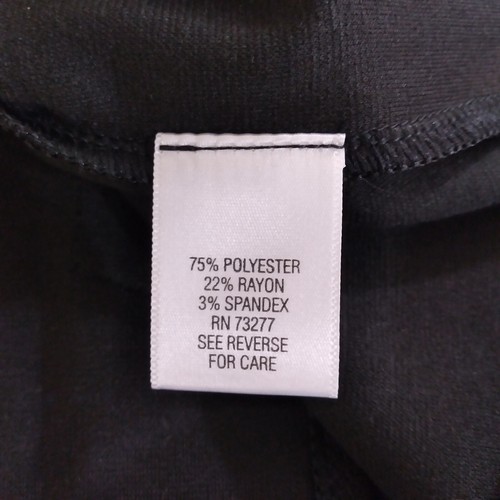 75% POLYESTER
22% RAYON
3% SPANDEX
RN 73277
SEE REVERSE
FOR CARE